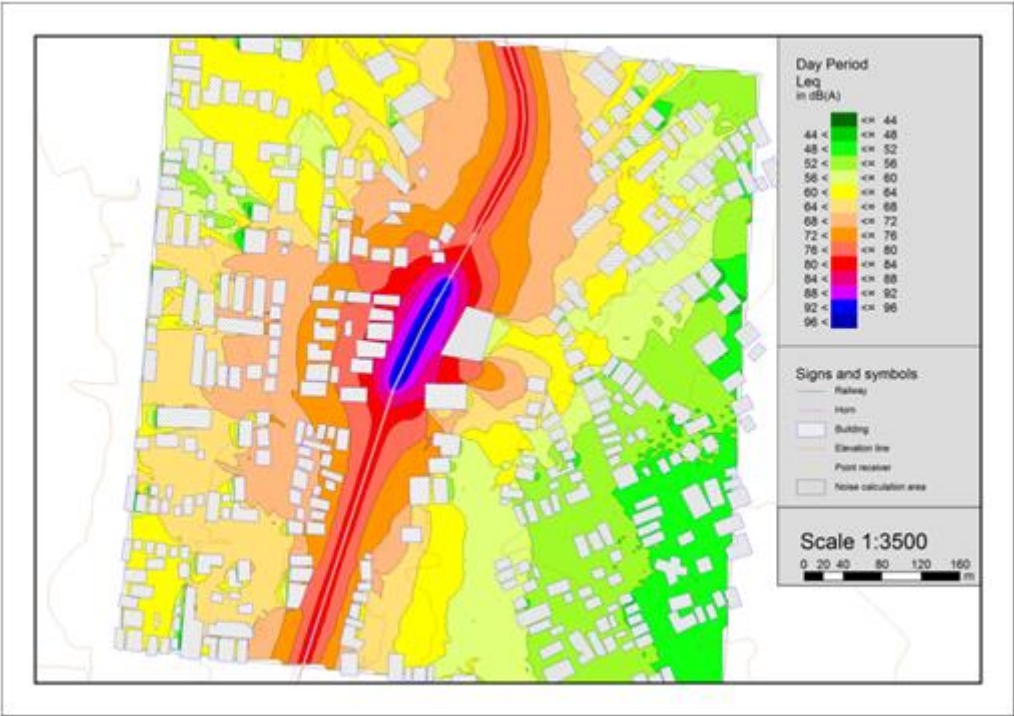 Day Period
Leq
in dB(A)
<= 44
44 < <= 48
48 < <= 52
52 < <= 56
56 < <= 60
60 < <= 64
64 < <= 68
68 < <= 72
72 < <= 76
76 < <= 80
80 < <= 84
84 < <= 88
88 < <= 92
92 < <= 96
96 <
Signs and symbols
Railway
Horn
Building
Elevation line
Point receiver
Noise calculation area
Scale 1:3500
0 20 40 80 120 160
m